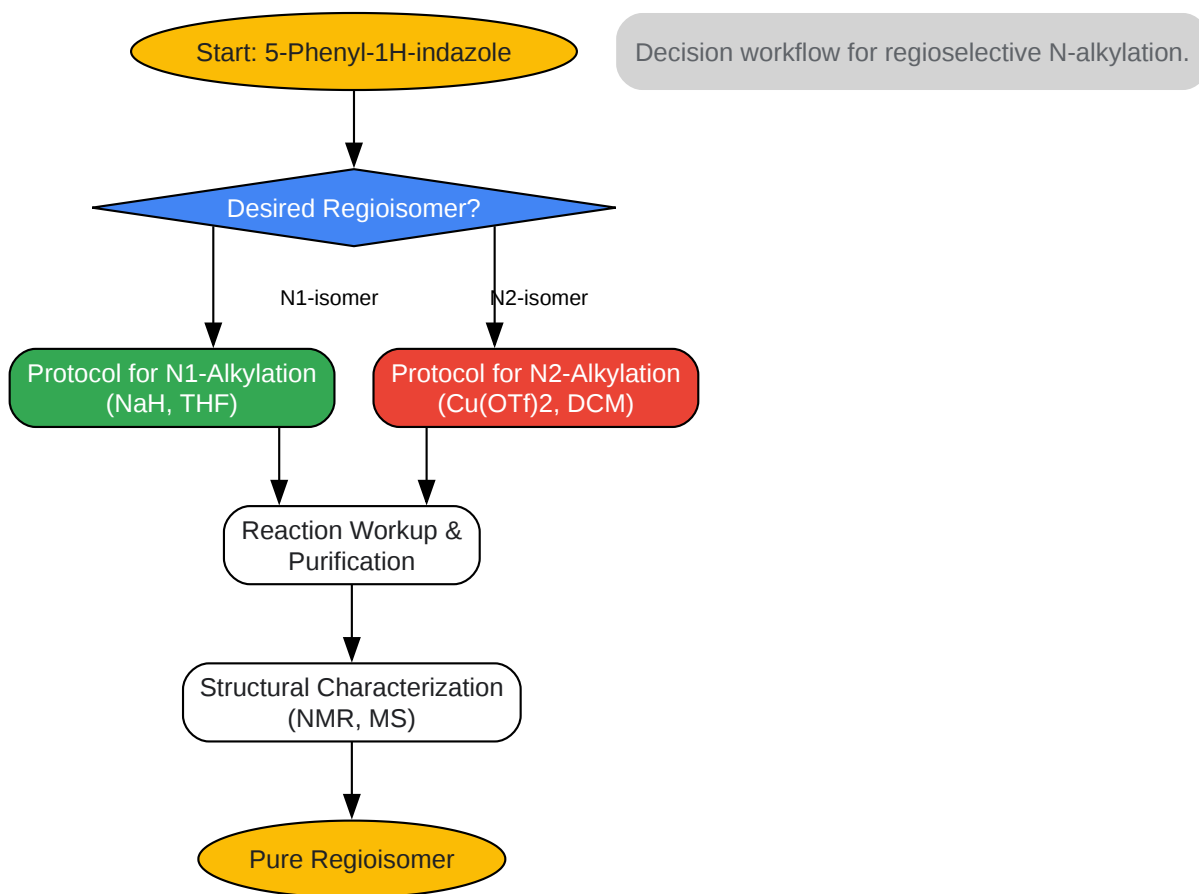 Start: 5-Phenyl-1H-indazole
Decision workflow for regioselective N-alkylation.
Desired Regioisomer?
N1-isomer
N2-isomer
Protocol for N1-Alkylation
(NaH, THF)
Protocol for N2-Alkylation
(Cu(OTf)2, DCM)
Reaction Workup &
Purification
Structural Characterization
(NMR, MS)
Pure Regioisomer